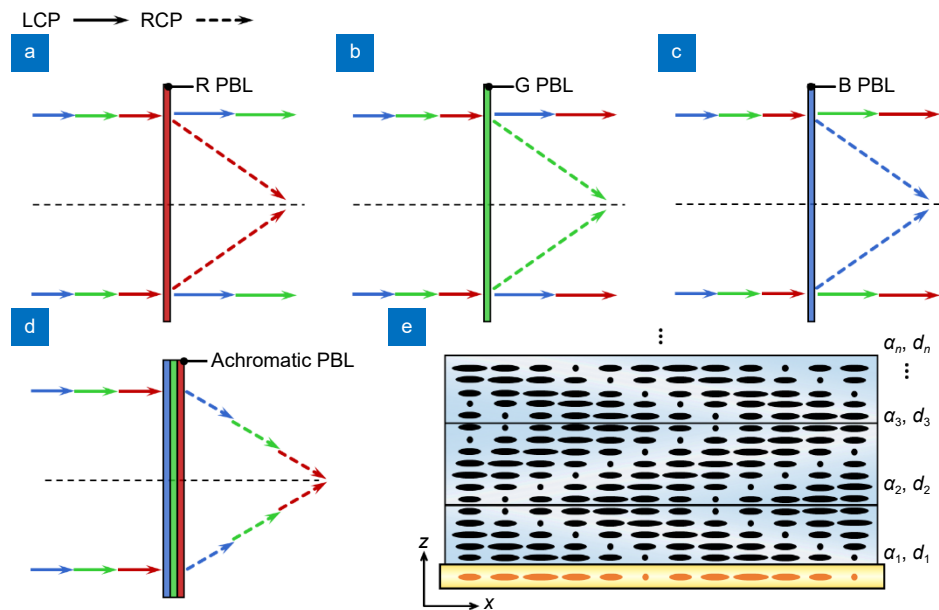 LCP RCP
a
R PBL
b
G PBL
c
B PBL
d
Achromatic PBL
e
⋮
αₙ, dₙ
⋮
α₃, d₃
α₂, d₂
α₁, d₁
z
x